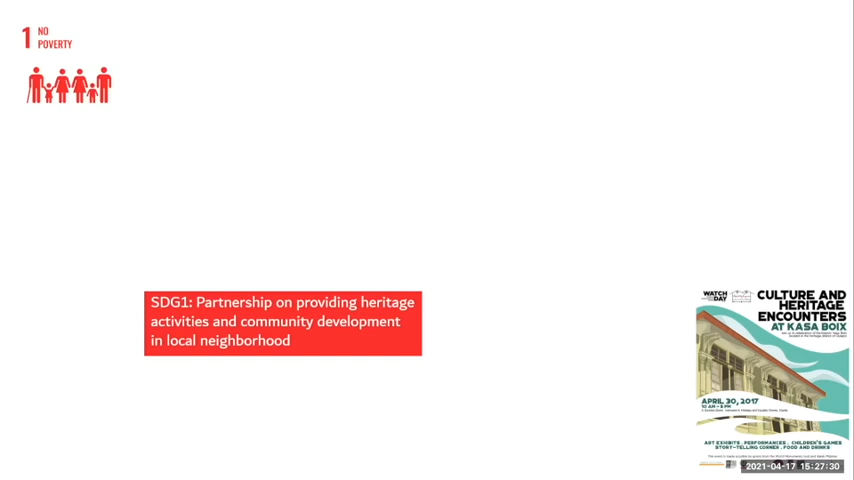 1 NO
POVERTY
SDG1: Partnership on providing heritage
activities and community development
in local neighborhood
WATCH
DAY
CULTURE AND
HERITAGE
ENCOUNTERS
AT KASA BOIX
APRIL 30, 2017
10 AM – 5 PM
ART EXHIBITS . PERFORMANCES . CHILDREN'S GAMES
STORY-TELLING CORNER . FOOD AND DRINKS
2021-04-17 15:27:30